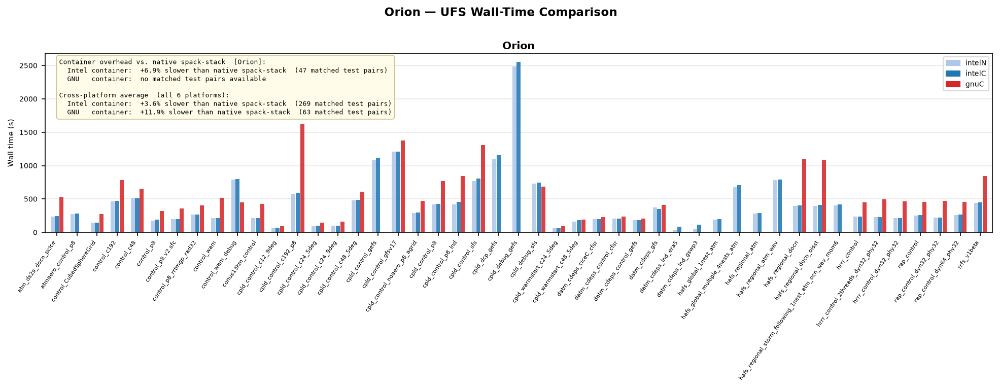 Orion — UFS Wall-Time Comparison
Orion
Container overhead vs. native spack-stack  [Orion]:
  Intel container:  +6.9% slower than native spack-stack  (47 matched test pairs)
  GNU   container:  no matched test pairs available
Cross-platform average  (all 6 platforms):
  Intel container:  +3.6% slower than native spack-stack  (269 matched test pairs)
  GNU   container:  +11.9% slower than native spack-stack  (63 matched test pairs)
intelN
intelC
gnuC
Wall time (s)
2500
2000
1500
1000
500
0
atm_ds2s_docn_pcice
atmaero_control_p8
control_CubedSphereGrid
control_c192
control_c48
control_p8
control_p8.v2.sfc
control_p8_rrtmgp_rad32
control_wam
control_wam_debug
conus13km_control
cpld_control_c12_9deg
cpld_control_c192_p8
cpld_control_c24_5deg
cpld_control_c24_9deg
cpld_control_c48_5deg
cpld_control_gefs
cpld_control_gfsv17
cpld_control_noaero_p8_agrid
cpld_control_p8
cpld_control_p8_lnd
cpld_control_sfs
cpld_dcp_gefs
cpld_debug_gefs
cpld_debug_sfs
cpld_warmstart_c24_5deg
cpld_warmstart_c48_5deg
datm_cdeps_ciceC_cfsr
datm_cdeps_control_cfsr
datm_cdeps_control_gefs
datm_cdeps_gfs
datm_cdeps_lnd_era5
datm_cdeps_lnd_gswp3
hafs_global_1nest_atm
hafs_global_multiple_4nests_atm
hafs_regional_atm
hafs_regional_atm_wav
hafs_regional_docn
hafs_regional_docn_oisst
hafs_regional_storm_following_1nest_atm_ocn_wav_mom6
hrrr_control
hrrr_control_2threads_dyn32_phy32
hrrr_control_dyn32_phy32
rap_control
rap_control_dyn32_phy32
rap_control_dyn64_phy32
rrfs_v1beta